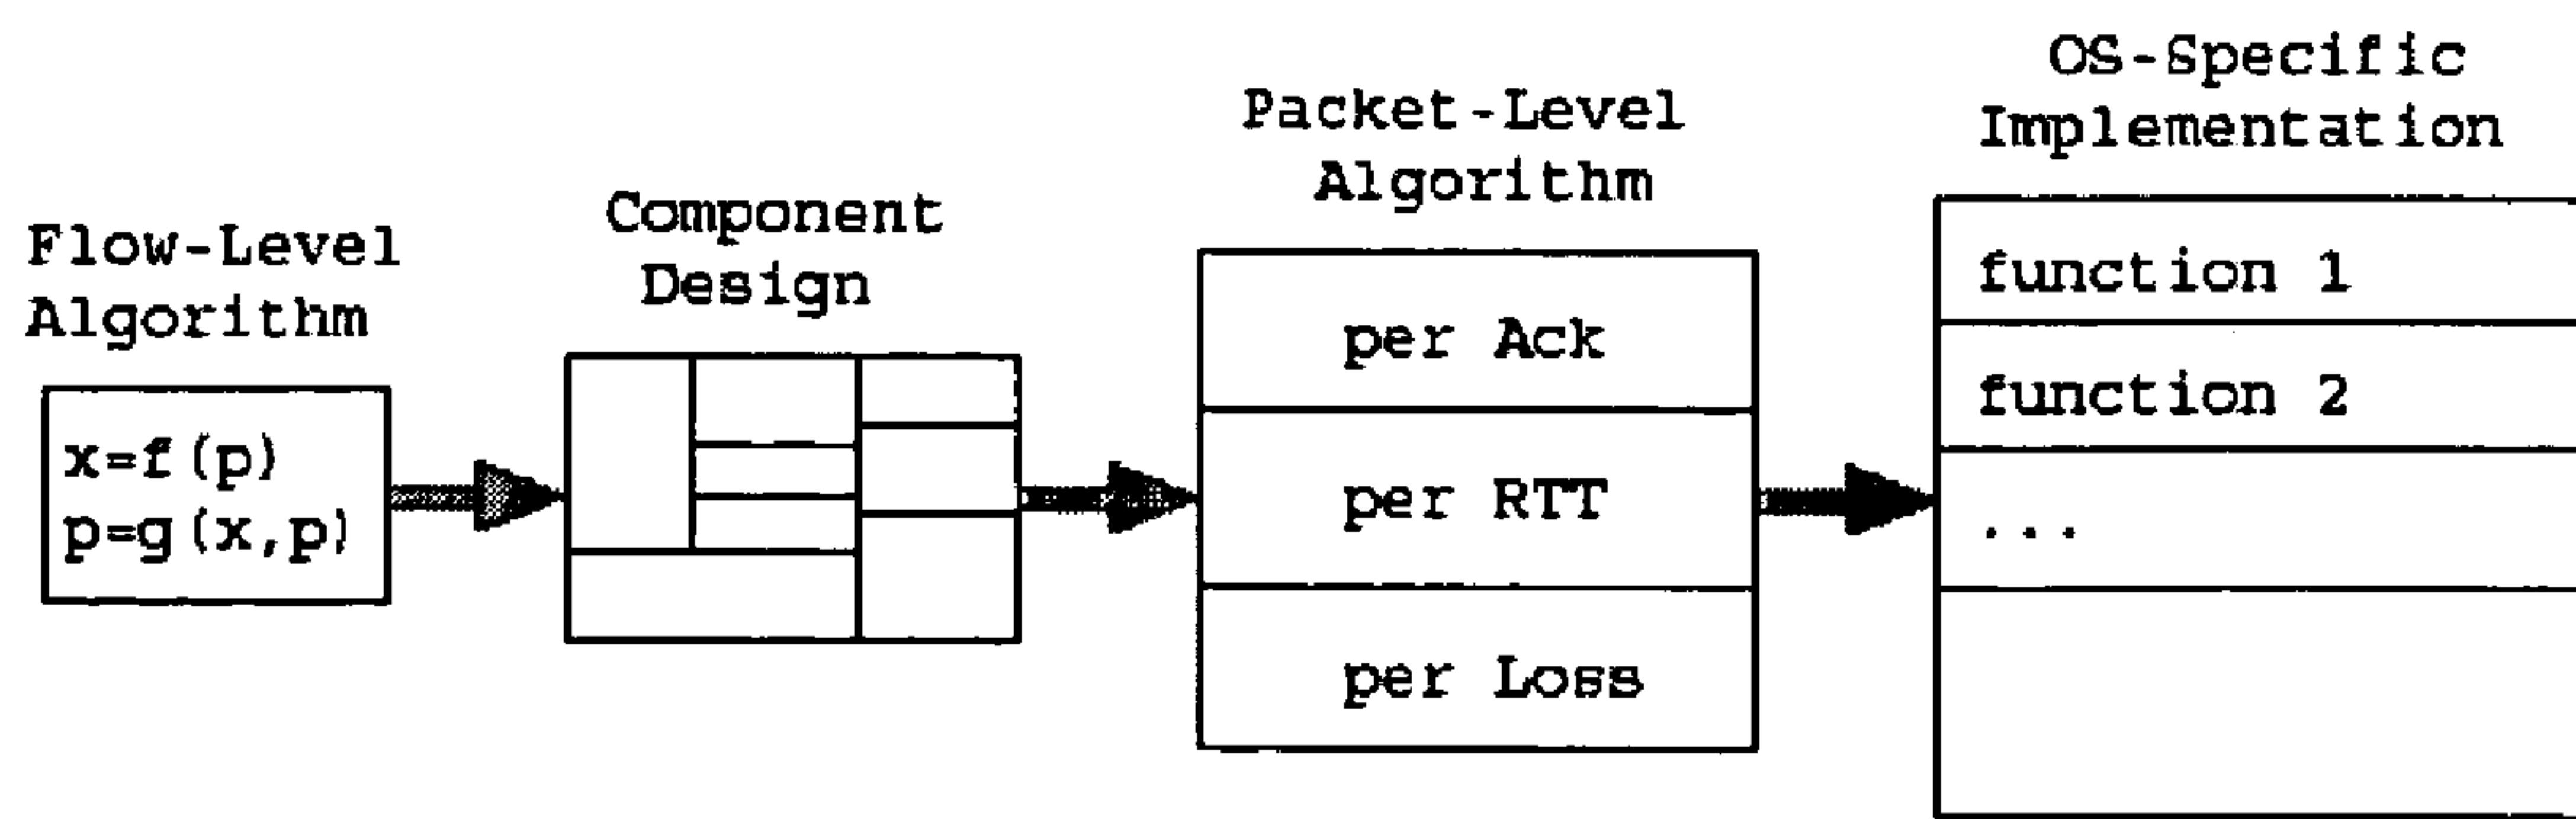 Flow-Level
Algorithm
x=f(p)
p=g(x,p)
Component
Design
Packet-Level
Algorithm
per Ack
per RTT
per Loss
OS-Specific
Implementation
function 1
function 2
...